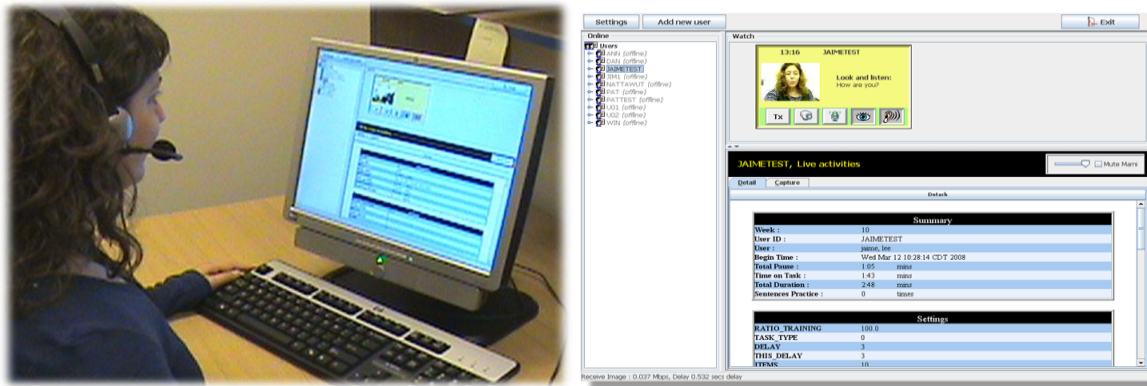 Settings Add new user Exit
Online
Users
ANN (offline)
DAN (offline)
JAIMETEST
JIM1 (offline)
NATTAWUT (offline)
PAT (offline)
PATTEST (offline)
U01 (offline)
U02 (offline)
WIN (offline)
Watch
13:16 JAIMETEST
Look and listen:
How are you?
Tx
JAIMETEST, Live activities
Mute Marni
Detail Capture
Detach
Summary
Week : 10
User ID : JAIMETEST
User : jaime, lee
Begin Time : Wed Mar 12 10:28:14 CDT 2008
Total Pause : 1:05 mins
Time on Task : 1:43 mins
Total Duration : 2:48 mins
Sentences Practice : 0 times
Settings
RATIO_TRAINING 100.0
TASK_TYPE 0
DELAY 3
THIS_DELAY 3
ITEMS 10
Receive Image : 0.037 Mbps, Delay 0.532 secs delay